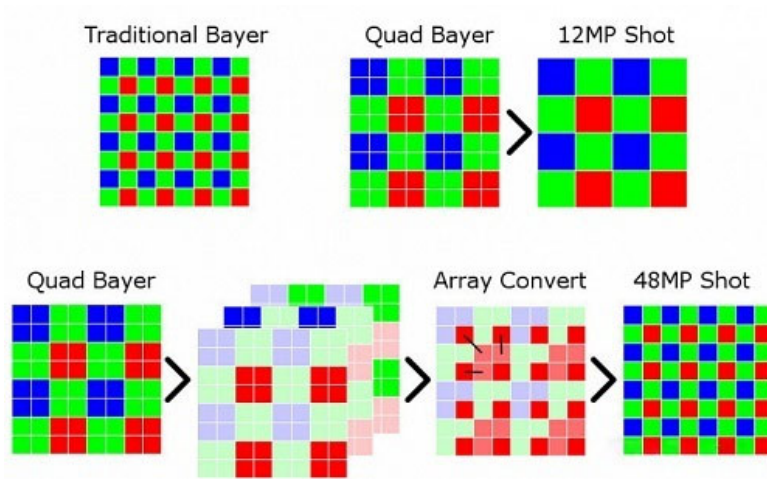 Traditional Bayer
Quad Bayer
12MP Shot
Quad Bayer
Array Convert
48MP Shot